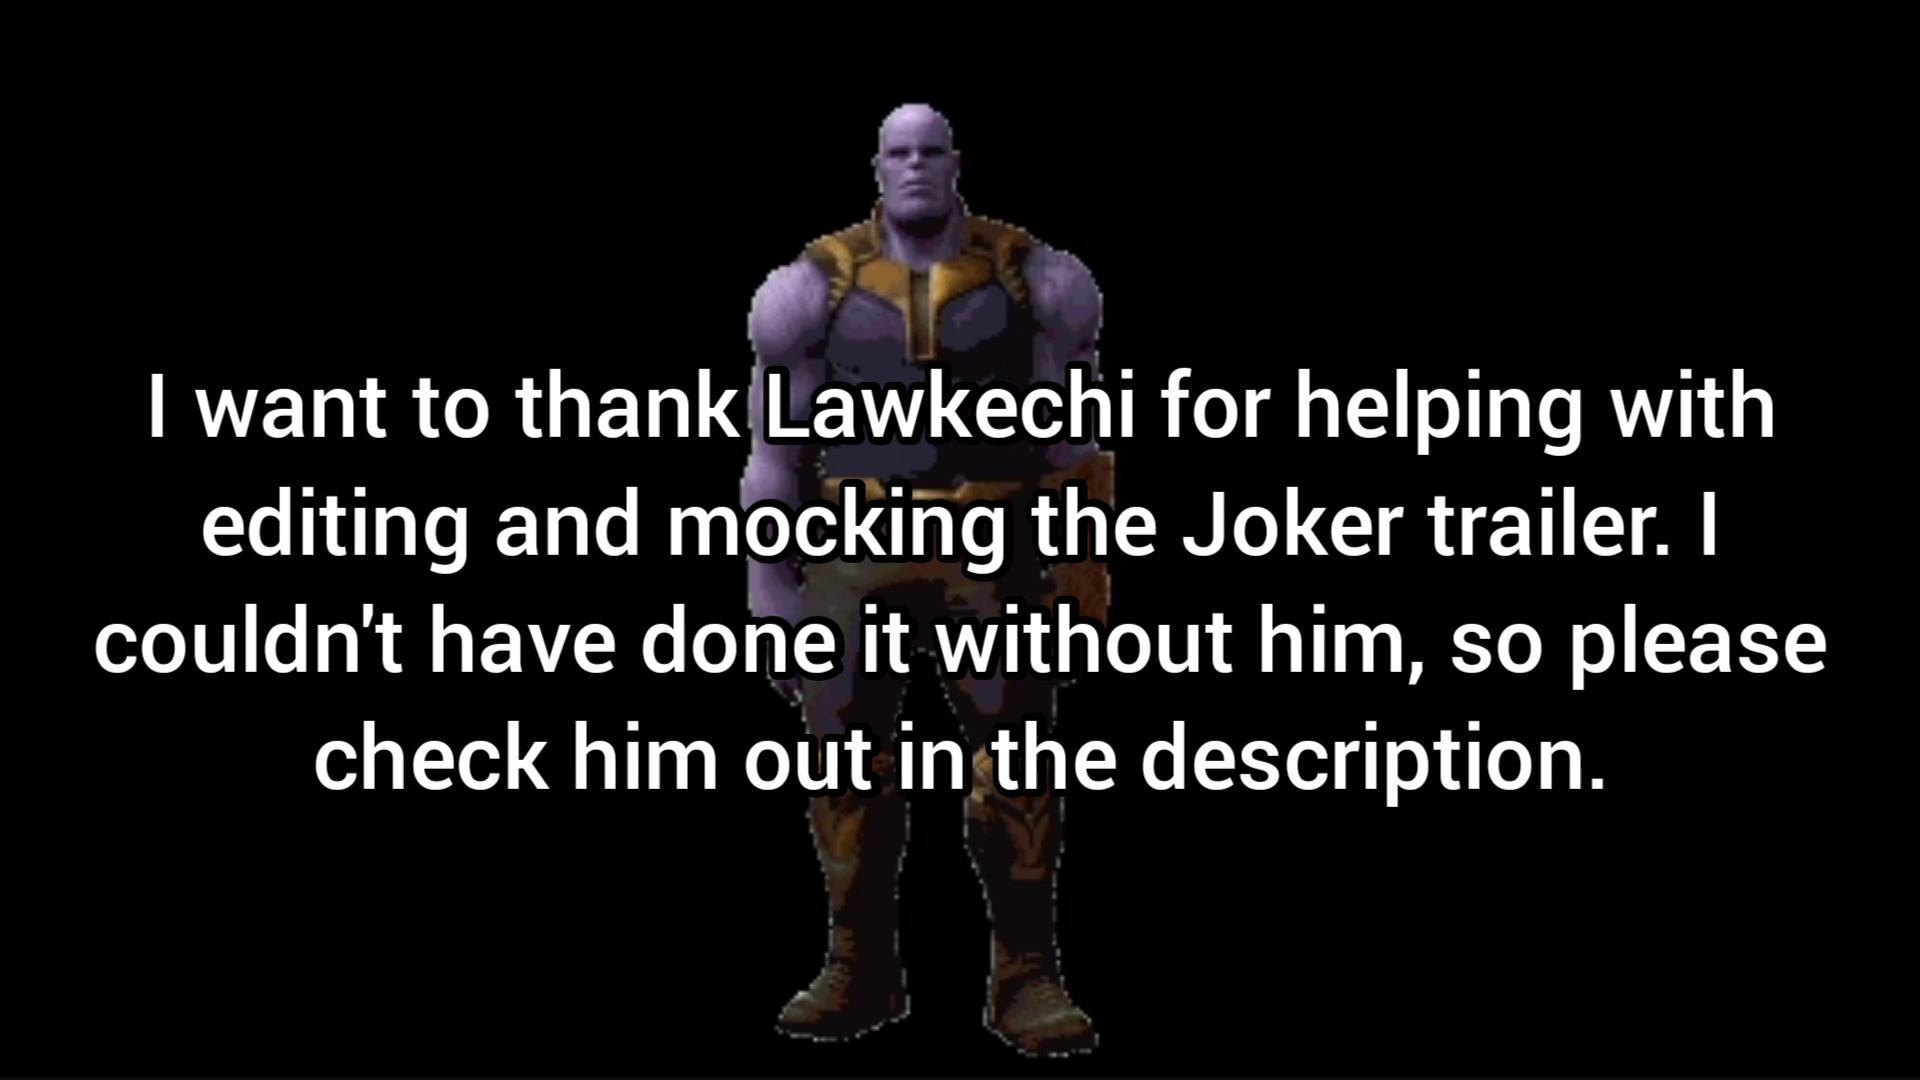 I want to thank Lawkechi for helping with
editing and mocking the Joker trailer. I
couldn't have done it without him, so please
check him out in the description.